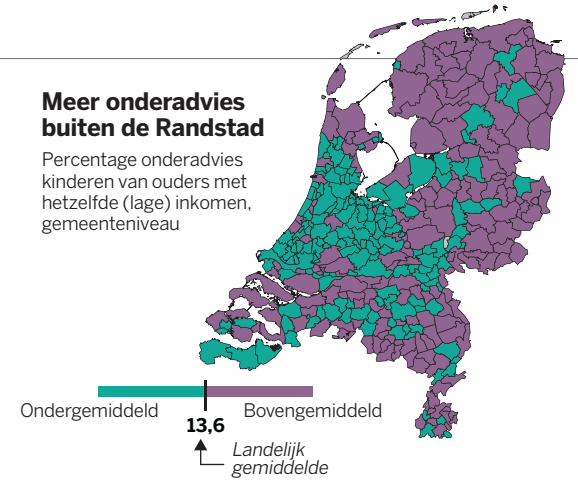 Meer onderadvies
buiten de Randstad
Percentage onderadvies
kinderen van ouders met
hetzelfde (lage) inkomen,
gemeenteniveau
Ondergemiddeld
Bovengemiddeld
13,6
Landelijk
gemiddelde